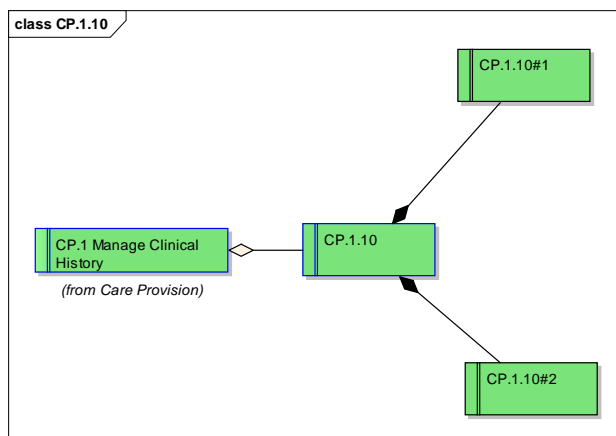 class CP.1.10
CP.1.10#1
CP.1 Manage Clinical
History
(from Care Provision)
CP.1.10
CP.1.10#2